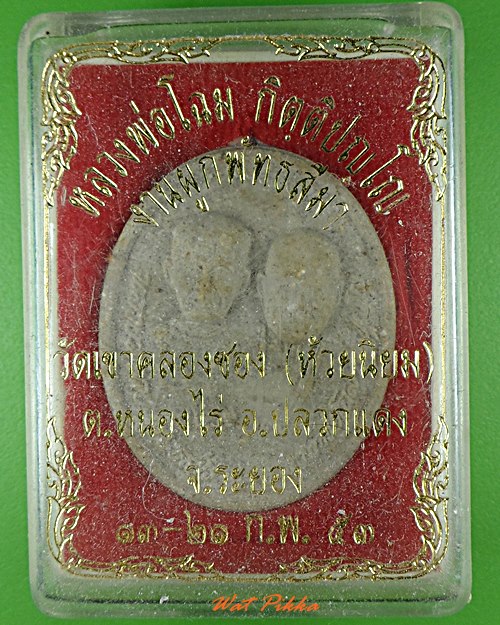 หลวงพ่อโฉม กิตฺติปญฺโญ
งานผูกพัทธสีมา
วัดเขาคลองซอง (ห้วยนิยม)
ต.หนองไร่ อ.ปลวกแดง
จ.ระยอง
๑๓-๒๑ ก.พ. ๕๓
Wat Pikka